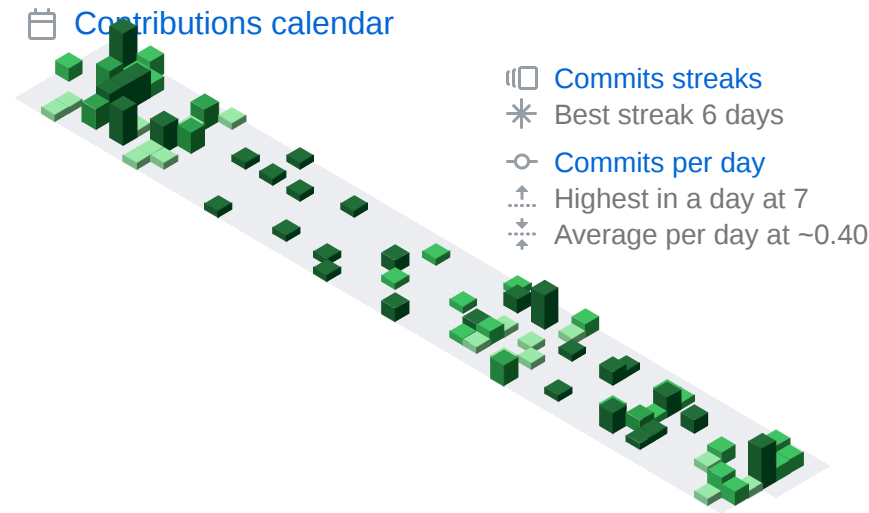 Contributions calendar
Commits streaks
Best streak 6 days
Commits per day
Highest in a day at 7
Average per day at ~0.40